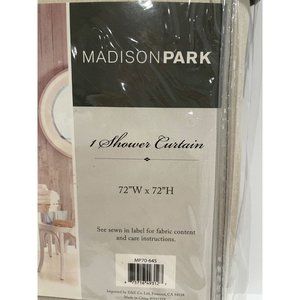 MADISON PARK
1 Shower Curtain
72"W x 72"H
See sewn in label for fabric content
and care instructions.
MP70-645